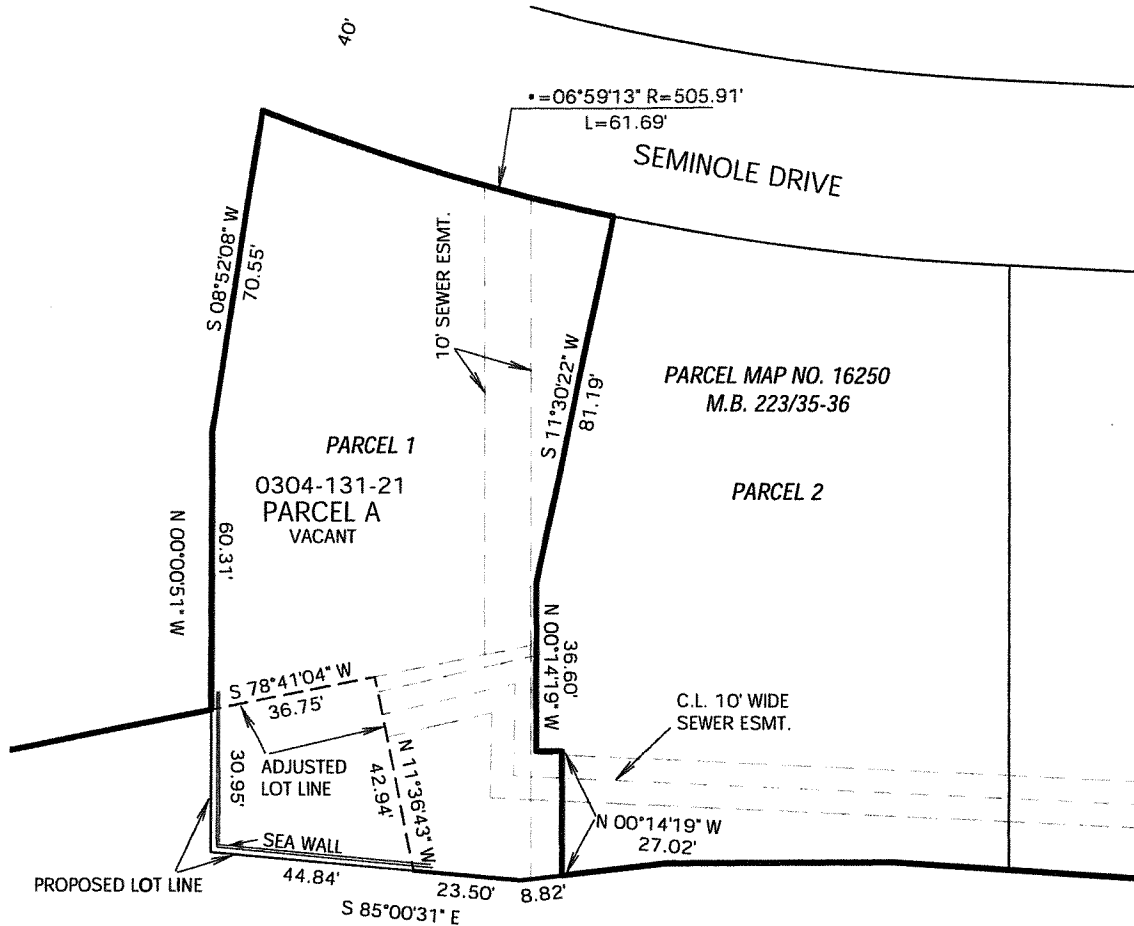 40'
•=06°59'13" R=505.91'
L=61.69'
SEMINOLE DRIVE
S 08°52'08" W
70.55'
10' SEWER ESMT.
S 11°30'22" W
81.19'
PARCEL MAP NO. 16250
M.B. 223/35-36
PARCEL 1
0304-131-21
PARCEL A
VACANT
PARCEL 2
N 00°00'51" W
60.31'
N 00°14'19" W
36.60'
S 78°41'04" W
36.75'
C.L. 10' WIDE
SEWER ESMT.
ADJUSTED
LOT LINE
30.95'
N 11°36'43" W
42.94'
N 00°14'19" W
27.02'
SEA WALL
PROPOSED LOT LINE
44.84'
23.50'
8.82'
S 85°00'31" E